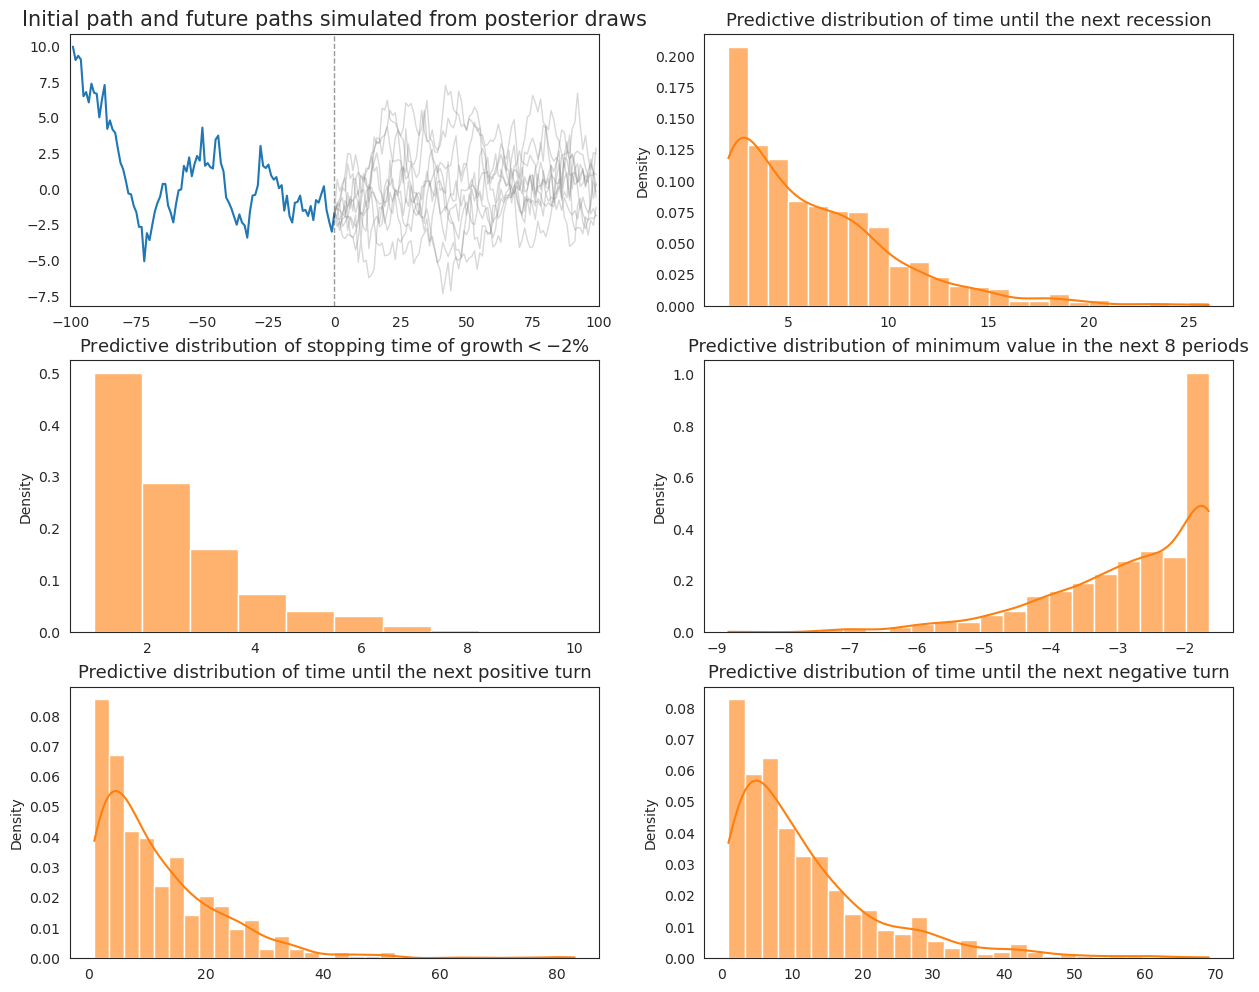 Initial path and future paths simulated from posterior draws
10.0
7.5
5.0
2.5
0.0
−2.5
−5.0
−7.5
−100 −75 −50 −25 0 25 50 75 100
Predictive distribution of time until the next recession
Density
0.200
0.175
0.150
0.125
0.100
0.075
0.050
0.025
0.000
5 10 15 20 25
Predictive distribution of stopping time of growth < −2%
Density
0.5
0.4
0.3
0.2
0.1
0.0
2 4 6 8 10
Predictive distribution of minimum value in the next 8 periods
Density
1.0
0.8
0.6
0.4
0.2
0.0
−9 −8 −7 −6 −5 −4 −3 −2
Predictive distribution of time until the next positive turn
Density
0.08
0.07
0.06
0.05
0.04
0.03
0.02
0.01
0.00
0 20 40 60 80
Predictive distribution of time until the next negative turn
Density
0.08
0.07
0.06
0.05
0.04
0.03
0.02
0.01
0.00
0 10 20 30 40 50 60 70